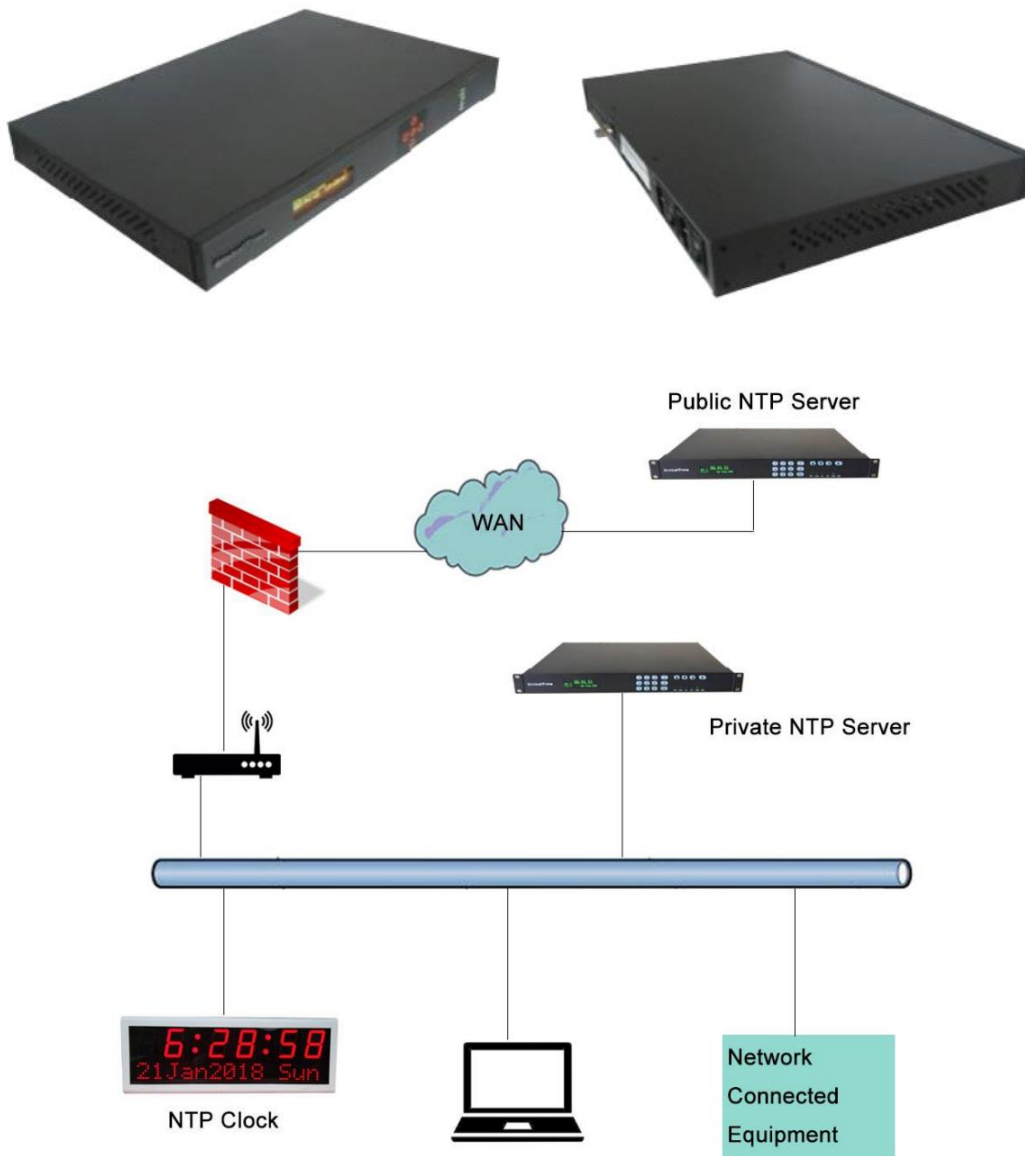 Public NTP Server
WAN
Private NTP Server
6:28:58
21Jan2018 Sun
NTP Clock
Network
Connected
Equipment